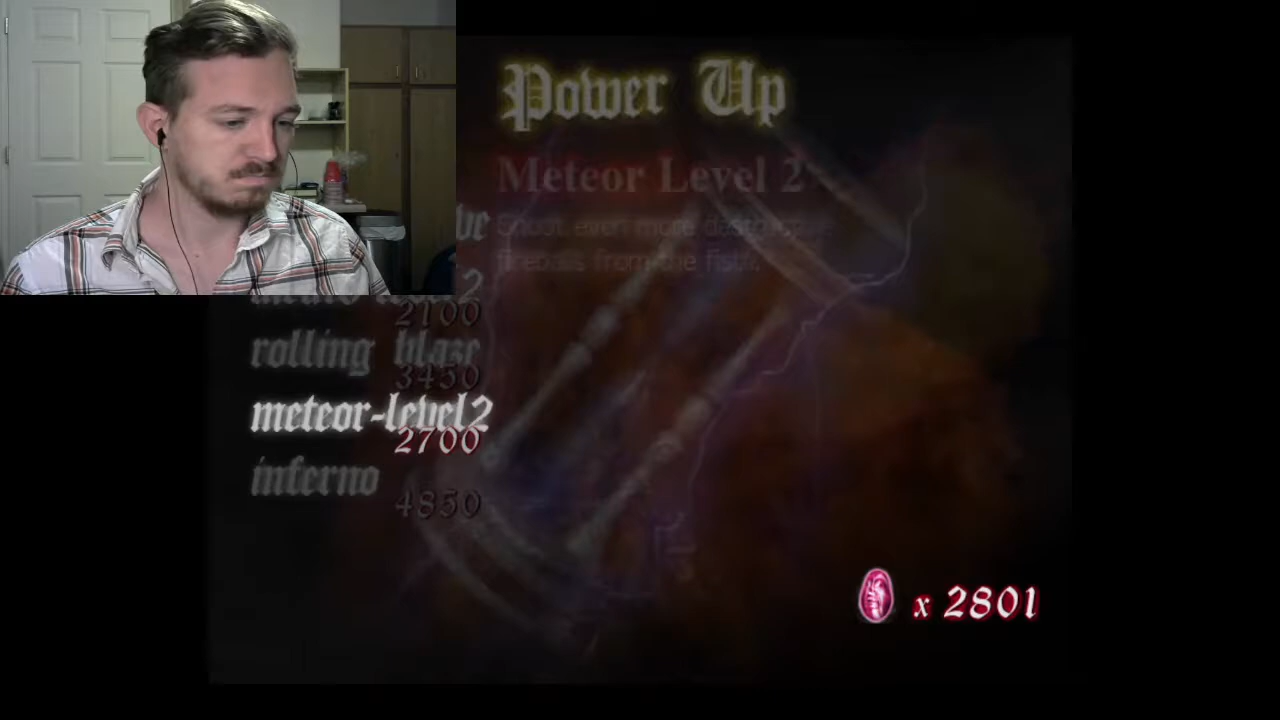 Power Up
Meteor Level 2
Shoot even more destructive
fireballs from the fists.
2
2100
rolling blaze
3450
meteor-level2
2700
inferno
4850
x 2801